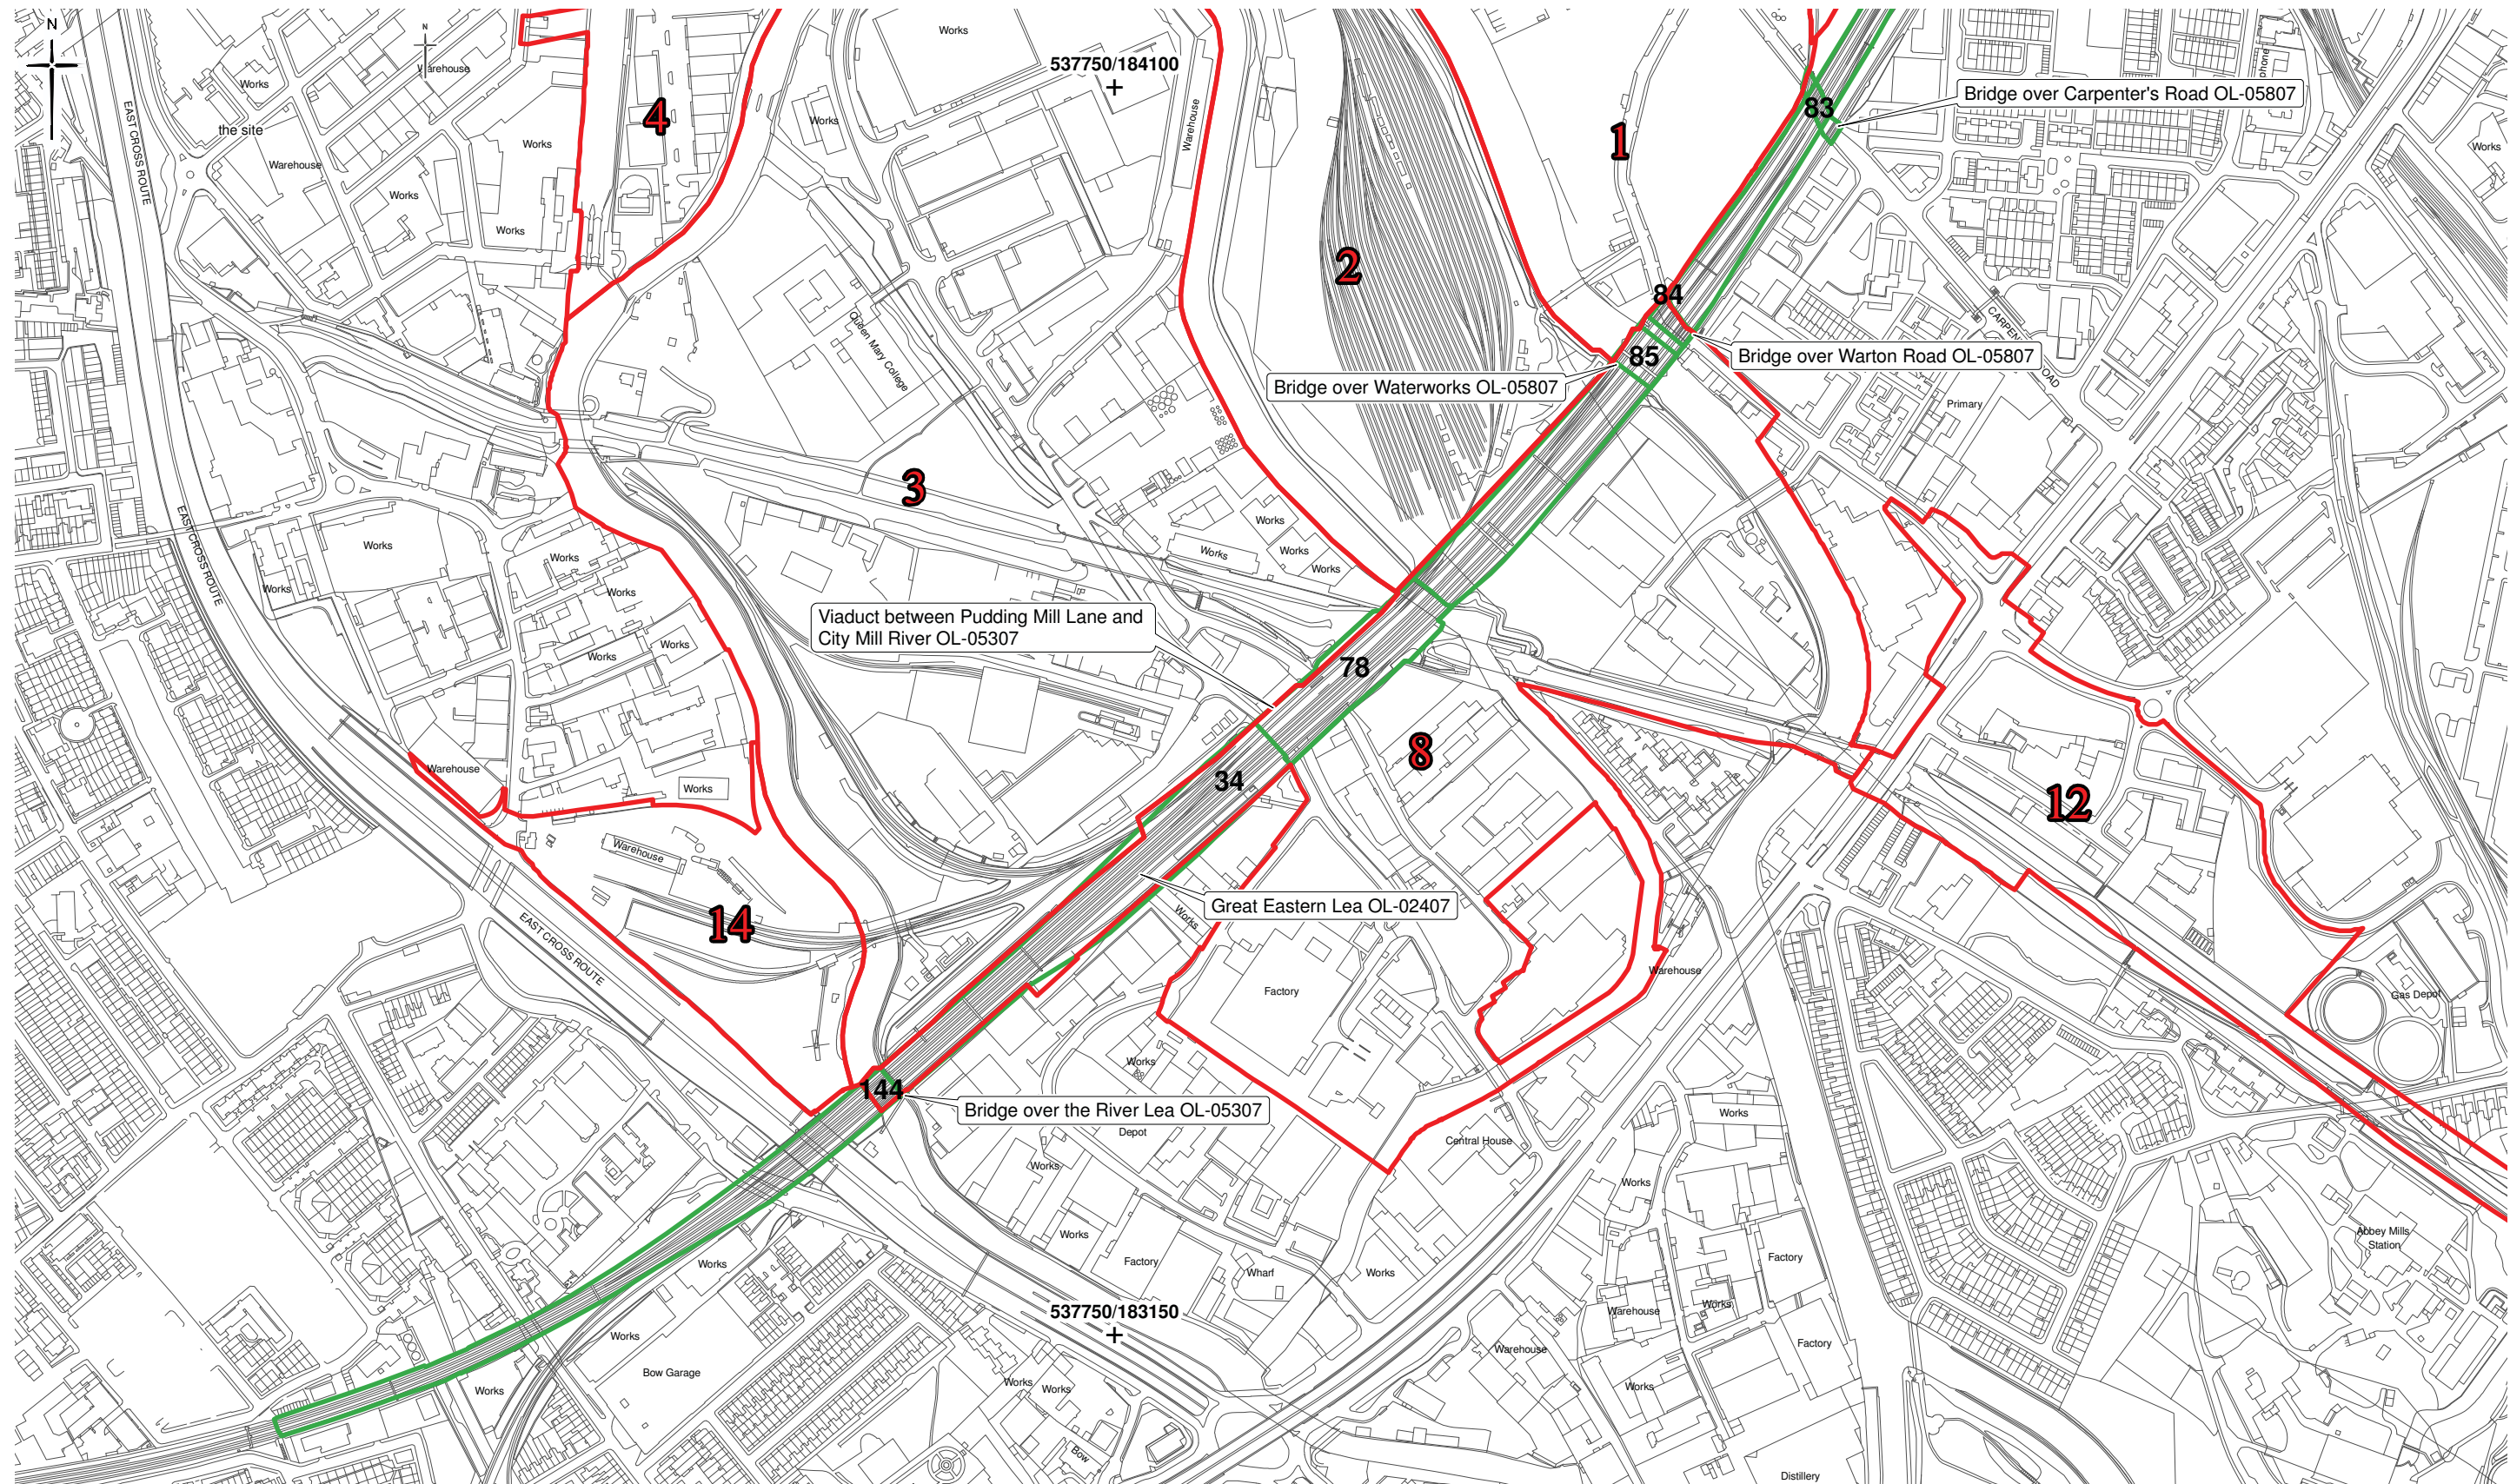 N
N
Works
537750/184100
Warehouse
Works
4
83
Bridge over Carpenter's Road OL-05807
phone
EAST CROSS ROUTE
the site
Warehouse
Works
Works
Works
Works
Warehouse
1
Works
2
84
85
Bridge over Warton Road OL-05807
Bridge over Waterworks OL-05807
CARPEN
ROAD
Primary
Queen Mary College
3
EAST CROSS ROUTE
Works
Works
Works
Works
Works
Works
Works
Works
Viaduct between Pudding Mill Lane and
City Mill River OL-05307
78
Works
Works
8
34
Warehouse
Works
12
Warehouse
14
Great Eastern Lea OL-02407
Works
EAST CROSS ROUTE
Factory
Warehouse
Gas Depot
Works
144
Bridge over the River Lea OL-05307
Depot
Central House
Works
Works
Works
Works
Factory
Wharf
Works
Works
Factory
Abbey Mills
Station
537750/183150
Works
Warehouse
Works
Factory
Warehouse
Bow Garage
Works
Works
Works
Works
Bow
Distillery